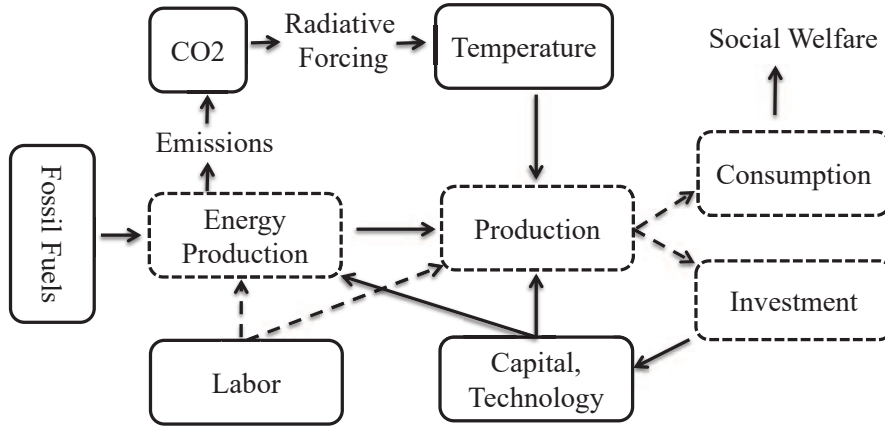 CO2
Radiative
Forcing
Temperature
Social Welfare
Emissions
Consumption
Fossil Fuels
Energy
Production
Production
Investment
Labor
Capital,
Technology